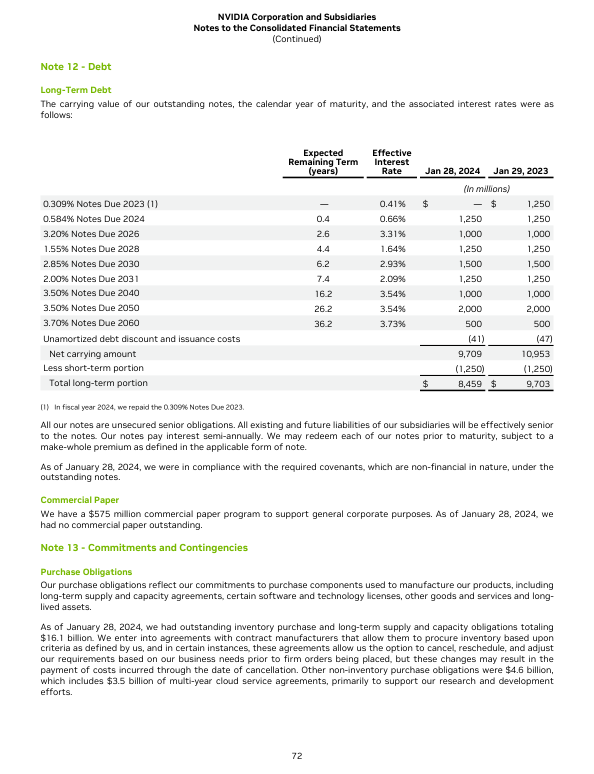 NVIDIA Corporation and Subsidiaries
Notes to the Consolidated Financial Statements
(Continued)
Note 12 - Debt
Long-Term Debt
The carrying value of our outstanding notes, the calendar year of maturity, and the associated interest rates were as
follows:
Expected Remaining Term (years) Effective Interest Rate Jan 28, 2024 Jan 29, 2023
(In millions)
0.309% Notes Due 2023 (1) — 0.41% $ — $ 1,250
0.584% Notes Due 2024 0.4 0.66% 1,250 1,250
3.20% Notes Due 2026 2.6 3.31% 1,000 1,000
1.55% Notes Due 2028 4.4 1.64% 1,250 1,250
2.85% Notes Due 2030 6.2 2.93% 1,500 1,500
2.00% Notes Due 2031 7.4 2.09% 1,250 1,250
3.50% Notes Due 2040 16.2 3.54% 1,000 1,000
3.50% Notes Due 2050 26.2 3.54% 2,000 2,000
3.70% Notes Due 2060 36.2 3.73% 500 500
Unamortized debt discount and issuance costs (41) (47)
Net carrying amount 9,709 10,953
Less short-term portion (1,250) (1,250)
Total long-term portion $ 8,459 $ 9,703
(1) In fiscal year 2024, we repaid the 0.309% Notes Due 2023.
All our notes are unsecured senior obligations. All existing and future liabilities of our subsidiaries will be effectively senior
to the notes. Our notes pay interest semi-annually. We may redeem each of our notes prior to maturity, subject to a
make-whole premium as defined in the applicable form of note.
As of January 28, 2024, we were in compliance with the required covenants, which are non-financial in nature, under the
outstanding notes.
Commercial Paper
We have a $575 million commercial paper program to support general corporate purposes. As of January 28, 2024, we
had no commercial paper outstanding.
Note 13 - Commitments and Contingencies
Purchase Obligations
Our purchase obligations reflect our commitments to purchase components used to manufacture our products, including
long-term supply and capacity agreements, certain software and technology licenses, other goods and services and long-
lived assets.
As of January 28, 2024, we had outstanding inventory purchase and long-term supply and capacity obligations totaling
$16.1 billion. We enter into agreements with contract manufacturers that allow them to procure inventory based upon
criteria as defined by us, and in certain instances, these agreements allow us the option to cancel, reschedule, and adjust
our requirements based on our business needs prior to firm orders being placed, but these changes may result in the
payment of costs incurred through the date of cancellation. Other non-inventory purchase obligations were $4.6 billion,
which includes $3.5 billion of multi-year cloud service agreements, primarily to support our research and development
efforts.
72